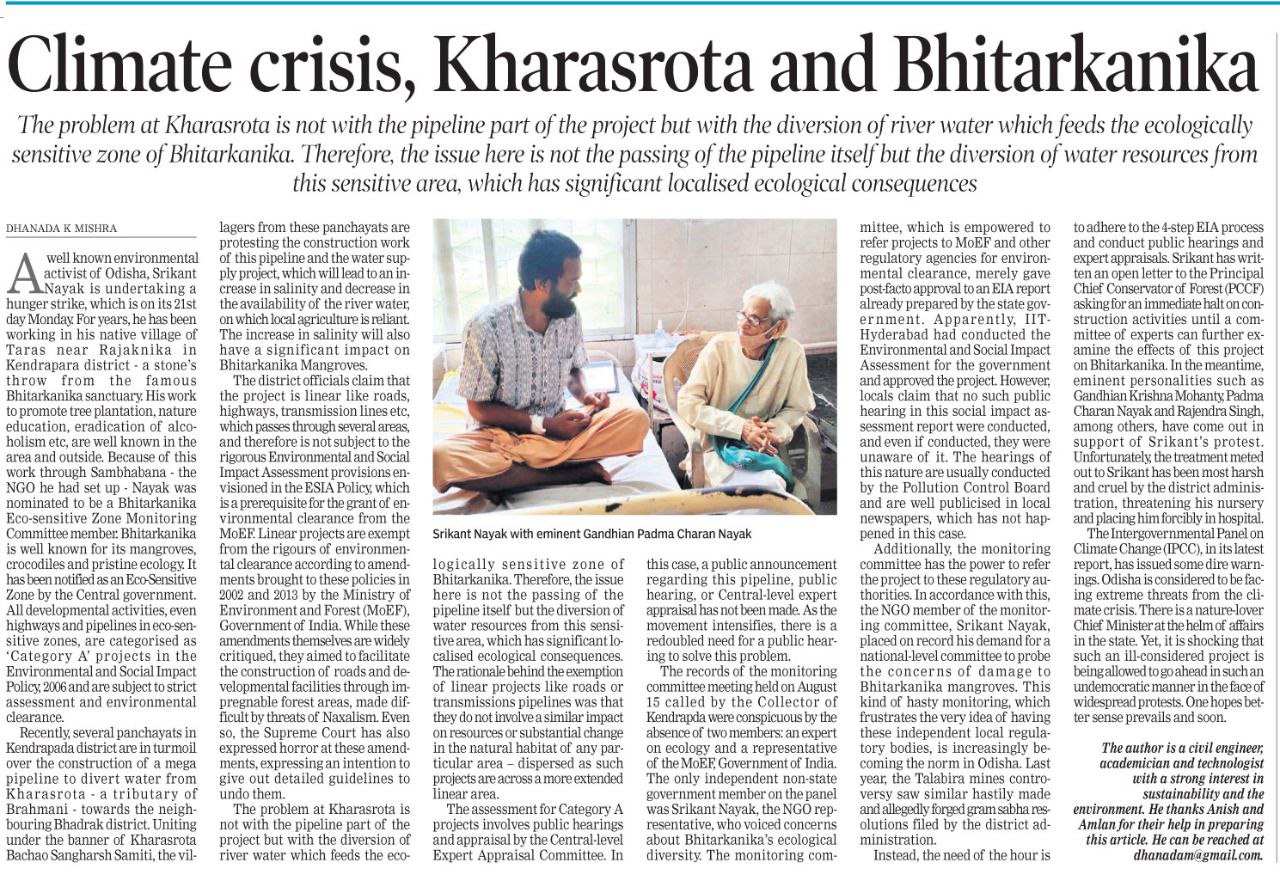 Climate crisis, Kharasrota and Bhitarkanika
The problem at Kharasrota is not with the pipeline part of the project but with the diversion of river water which feeds the ecologically
sensitive zone of Bhitarkanika. Therefore, the issue here is not the passing of the pipeline itself but the diversion of water resources from
this sensitive area, which has significant localised ecological consequences
DHANADA K MISHRA
A well known environmental
activist of Odisha, Srikant
Nayak is undertaking a
hunger strike, which is on its 21st
day Monday. For years, he has been
working in his native village of
Taras near Rajaknika in
Kendrapara district - a stone's
throw from the famous
Bhitarkanika sanctuary. His work
to promote tree plantation, nature
education, eradication of alco-
holism etc, are well known in the
area and outside. Because of this
work through Sambhabana - the
NGO he had set up - Nayak was
nominated to be a Bhitarkanika
Eco-sensitive Zone Monitoring
Committee member. Bhitarkanika
is well known for its mangroves,
crocodiles and pristine ecology. It
has been notified as an Eco-Sensitive
Zone by the Central government.
All developmental activities, even
highways and pipelines in eco-sen-
sitive zones, are categorised as
'Category A' projects in the
Environmental and Social Impact
Policy, 2006 and are subject to strict
assessment and environmental
clearance.
Recently, several panchayats in
Kendrapada district are in turmoil
over the construction of a mega
pipeline to divert water from
Kharasrota - a tributary of
Brahmani - towards the neigh-
bouring Bhadrak district. Uniting
under the banner of Kharasrota
Bachao Sangharsh Samiti, the vil-
lagers from these panchayats are
protesting the construction work
of this pipeline and the water sup-
ply project, which will lead to an in-
crease in salinity and decrease in
the availability of the river water,
on which local agriculture is reliant.
The increase in salinity will also
have a significant impact on
Bhitarkanika Mangroves.
The district officials claim that
the project is linear like roads,
highways, transmission lines etc,
which passes through several areas,
and therefore is not subject to the
rigorous Environmental and Social
Impact Assessment provisions en-
visioned in the ESIA Policy, which
is a prerequisite for the grant of en-
vironmental clearance from the
MoEF. Linear projects are exempt
from the rigours of environmen-
tal clearance according to amend-
ments brought to these policies in
2002 and 2013 by the Ministry of
Environment and Forest (MoEF),
Government of India. While these
amendments themselves are widely
critiqued, they aimed to facilitate
the construction of roads and de-
velopmental facilities through im-
pregnable forest areas, made dif-
ficult by threats of Naxalism. Even
so, the Supreme Court has also
expressed horror at these amend-
ments, expressing an intention to
give out detailed guidelines to
undo them.
The problem at Kharasrota is
not with the pipeline part of the
project but with the diversion of
river water which feeds the eco-
Srikant Nayak with eminent Gandhian Padma Charan Nayak
logically sensitive zone of
Bhitarkanika. Therefore, the issue
here is not the passing of the
pipeline itself but the diversion of
water resources from this sensi-
tive area, which has significant lo-
calised ecological consequences.
The rationale behind the exemption
of linear projects like roads or
transmissions pipelines was that
they do not involve a similar impact
on resources or substantial change
in the natural habitat of any par-
ticular area – dispersed as such
projects are across a more extended
linear area.
The assessment for Category A
projects involves public hearings
and appraisal by the Central-level
Expert Appraisal Committee. In
this case, a public announcement
regarding this pipeline, public
hearing, or Central-level expert
appraisal has not been made. As the
movement intensifies, there is a
redoubled need for a public hear-
ing to solve this problem.
The records of the monitoring
committee meeting held on August
15 called by the Collector of
Kendrapda were conspicuous by the
absence of two members: an expert
on ecology and a representative
of the MoEF, Government of India.
The only independent non-state
government member on the panel
was Srikant Nayak, the NGO rep-
resentative, who voiced concerns
about Bhitarkanika's ecological
diversity. The monitoring com-
mittee, which is empowered to
refer projects to MoEF and other
regulatory agencies for environ-
mental clearance, merely gave
post-facto approval to an EIA report
already prepared by the state gov-
ernment. Apparently, IIT-
Hyderabad had conducted the
Environmental and Social Impact
Assessment for the government
and approved the project. However,
locals claim that no such public
hearing in this social impact as-
sessment report were conducted,
and even if conducted, they were
unaware of it. The hearings of
this nature are usually conducted
by the Pollution Control Board
and are well publicised in local
newspapers, which has not hap-
pened in this case.
Additionally, the monitoring
committee has the power to refer
the project to these regulatory au-
thorities. In accordance with this,
the NGO member of the monitor-
ing committee, Srikant Nayak,
placed on record his demand for a
national-level committee to probe
the concerns of damage to
Bhitarkanika mangroves. This
kind of hasty monitoring, which
frustrates the very idea of having
these independent local regula-
tory bodies, is increasingly be-
coming the norm in Odisha. Last
year, the Talabira mines contro-
versy saw similar hastily made
and allegedly forged gram sabha res-
olutions filed by the district ad-
ministration.
Instead, the need of the hour is
to adhere to the 4-step EIA process
and conduct public hearings and
expert appraisals. Srikant has writ-
ten an open letter to the Principal
Chief Conservator of Forest (PCCF)
asking for an immediate halt on con-
struction activities until a com-
mittee of experts can further ex-
amine the effects of this project
on Bhitarkanika. In the meantime,
eminent personalities such as
Gandhian Krishna Mohanty, Padma
Charan Nayak and Rajendra Singh,
among others, have come out in
support of Srikant's protest.
Unfortunately, the treatment meted
out to Srikant has been most harsh
and cruel by the district adminis-
tration, threatening his nursery
and placing him forcibly in hospital.
The Intergovernmental Panel on
Climate Change (IPCC), in its latest
report, has issued some dire warn-
ings. Odisha is considered to be fac-
ing extreme threats from the cli-
mate crisis. There is a nature-lover
Chief Minister at the helm of affairs
in the state. Yet, it is shocking that
such an ill-considered project is
being allowed to go ahead in such an
undemocratic manner in the face of
widespread protests. One hopes bet-
ter sense prevails and soon.
The author is a civil engineer,
academician and technologist
with a strong interest in
sustainability and the
environment. He thanks Anish and
Amlan for their help in preparing
this article. He can be reached at
dhanadam@gmail.com.